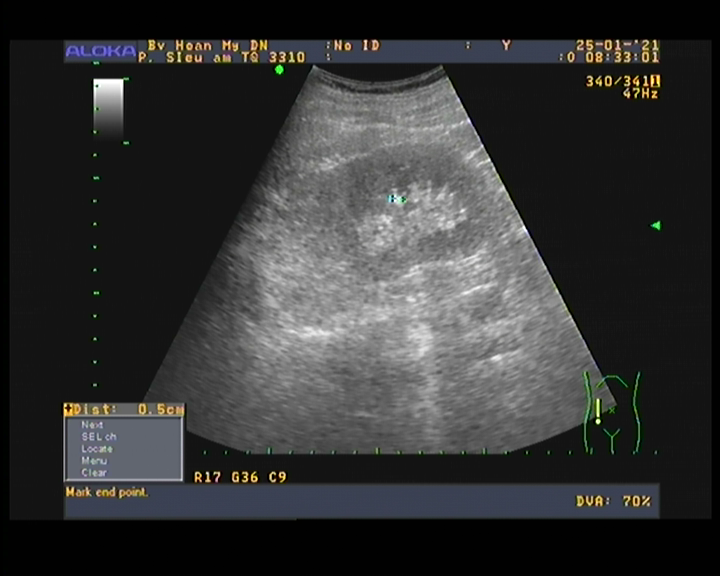 ALOKA Bv Hoan My DN :No ID : Y 25-01-'21
P. Sieu am TQ 3310 : :0 08:33:01
340/341
47Hz
+Dist: 0.5cm
Next
SEL ch
Locate
Menu
Clear
R17 G36 C9
Mark end point.
DVA: 70%